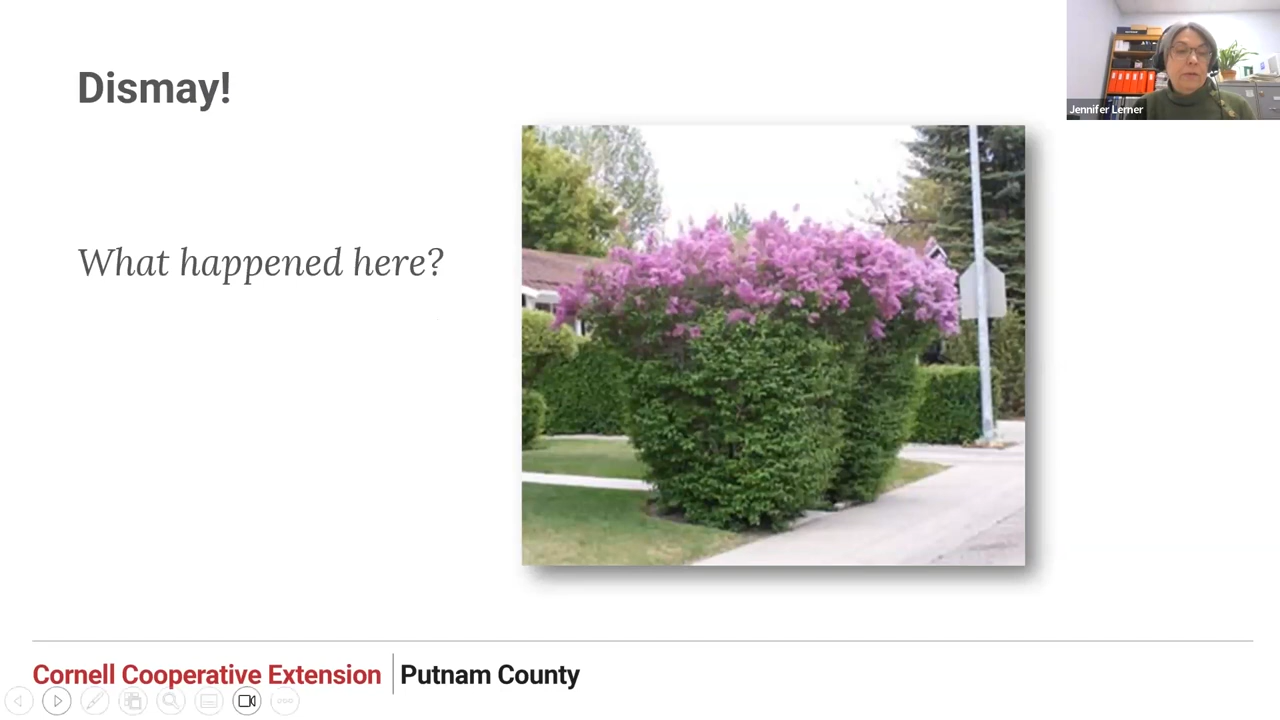 Dismay!
Jennifer Lerner
What happened here?
Cornell Cooperative Extension | Putnam County